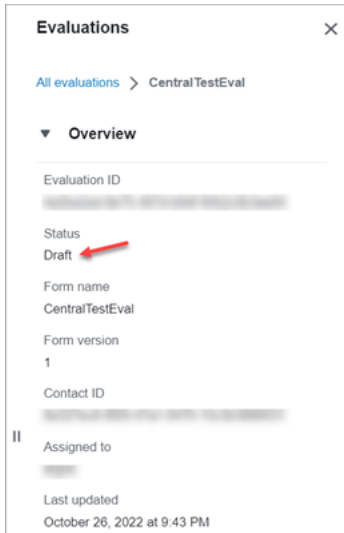 Evaluations
All evaluations > CentralTestEval
Overview
Evaluation ID
Status
Draft
Form name
CentralTestEval
Form version
1
Contact ID
Assigned to
Last updated
October 26, 2022 at 9:43 PM